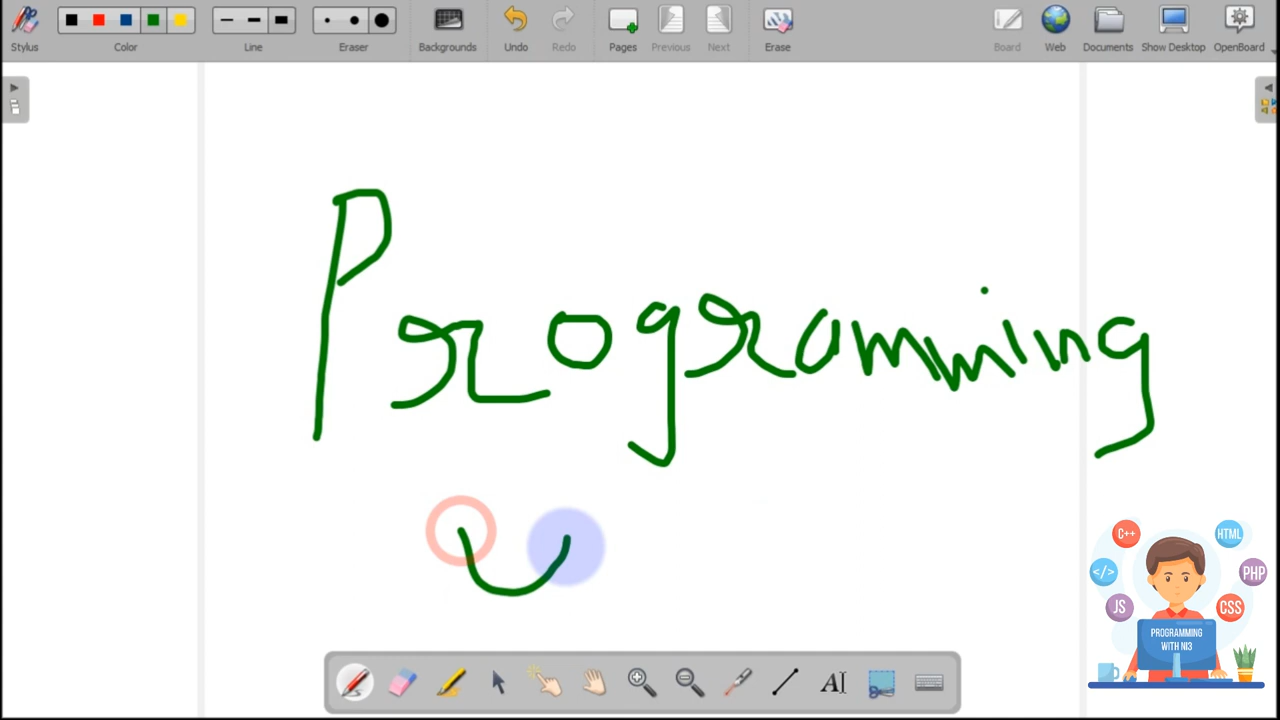 Stylus Color Line Eraser Backgrounds Undo Redo Pages Previous Next Erase Board Web Documents Show Desktop OpenBoard
Programming
C++ HTML
</> PHP
JS CSS
PROGRAMMING
WITH NI3
AI